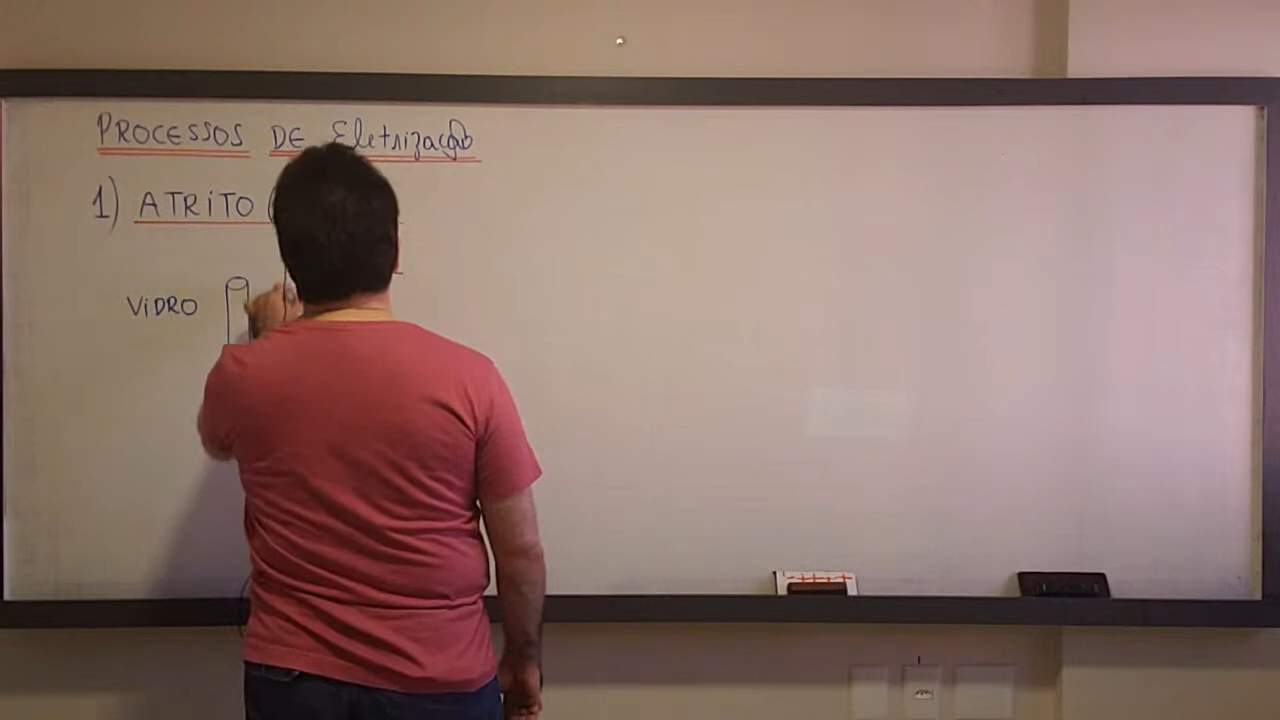 PROCESSOS DE Eletrização
1) ATRITO (
VIDRO